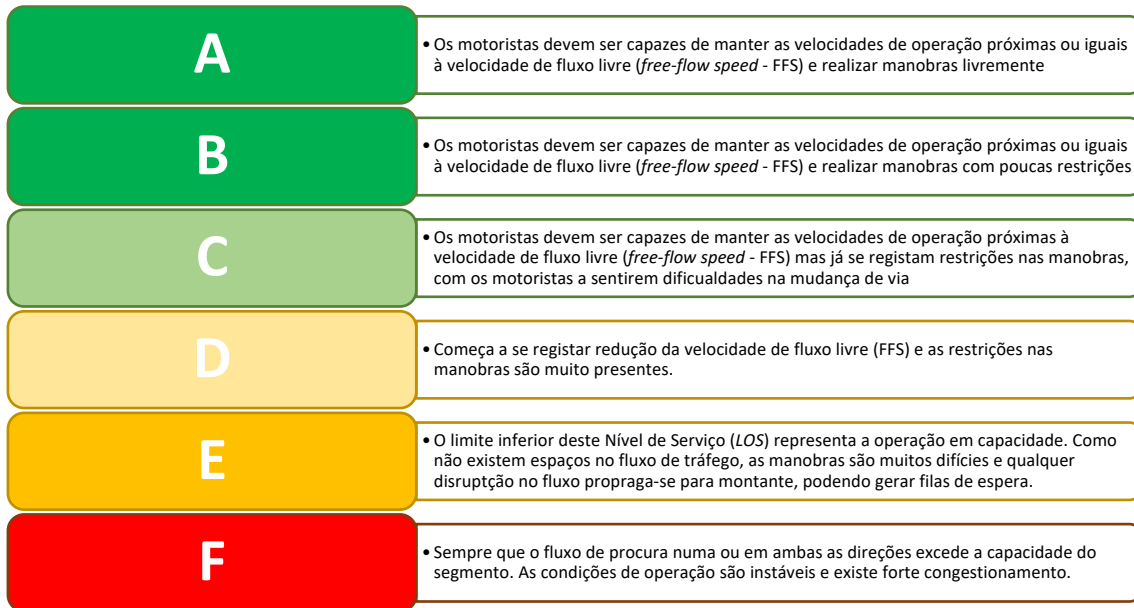 A
• Os motoristas devem ser capazes de manter as velocidades de operação próximas ou iguais
à velocidade de fluxo livre (free-flow speed - FFS) e realizar manobras livremente
B
• Os motoristas devem ser capazes de manter as velocidades de operação próximas ou iguais
à velocidade de fluxo livre (free-flow speed - FFS) e realizar manobras com poucas restrições
C
• Os motoristas devem ser capazes de manter as velocidades de operação próximas à
velocidade de fluxo livre (free-flow speed - FFS) mas já se registam restrições nas manobras,
com os motoristas a sentirem dificualdades na mudança de via
D
• Começa a se registar redução da velocidade de fluxo livre (FFS) e as restrições nas
manobras são muito presentes.
E
• O limite inferior deste Nível de Serviço (LOS) representa a operação em capacidade. Como
não existem espaços no fluxo de tráfego, as manobras são muitos difícies e qualquer
disruptção no fluxo propraga-se para montante, podendo gerar filas de espera.
F
• Sempre que o fluxo de procura numa ou em ambas as direções excede a capacidade do
segmento. As condições de operação são instáveis e existe forte congestionamento.